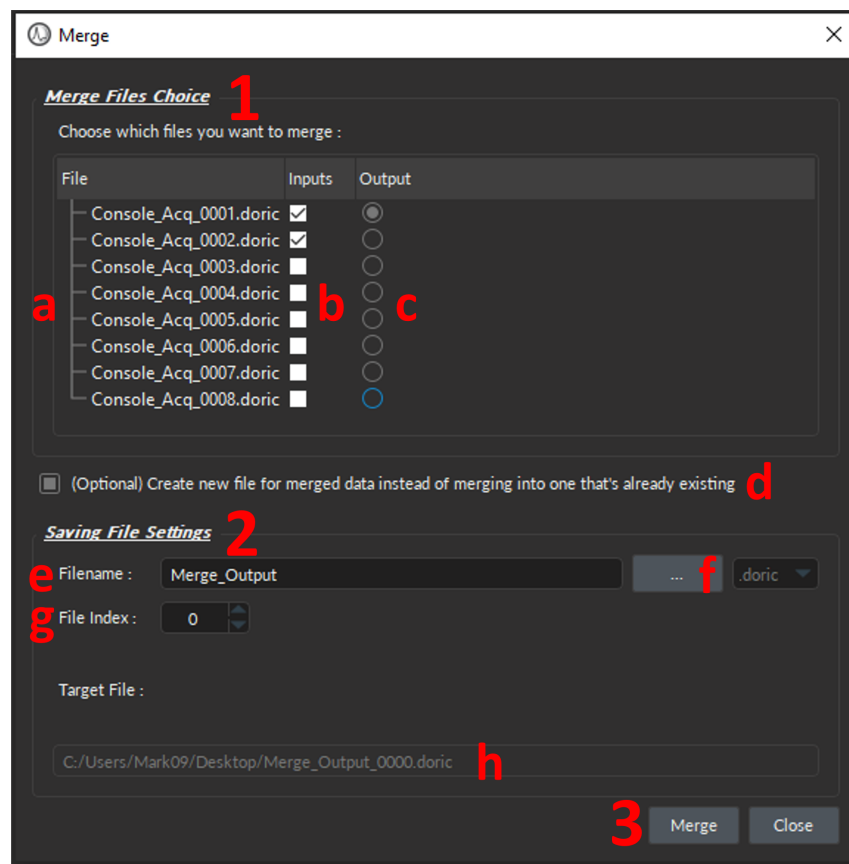 Merge
Merge Files Choice 1
Choose which files you want to merge :
File Inputs Output
Console_Acq_0001.doric
Console_Acq_0002.doric
Console_Acq_0003.doric
Console_Acq_0004.doric
a b c
Console_Acq_0005.doric
Console_Acq_0006.doric
Console_Acq_0007.doric
Console_Acq_0008.doric
(Optional) Create new file for merged data instead of merging into one that's already existing d
Saving File Settings 2
e Filename : Merge_Output ... f .doric
g File Index : 0
Target File :
C:/Users/Mark09/Desktop/Merge_Output_0000.doric h
3 Merge Close